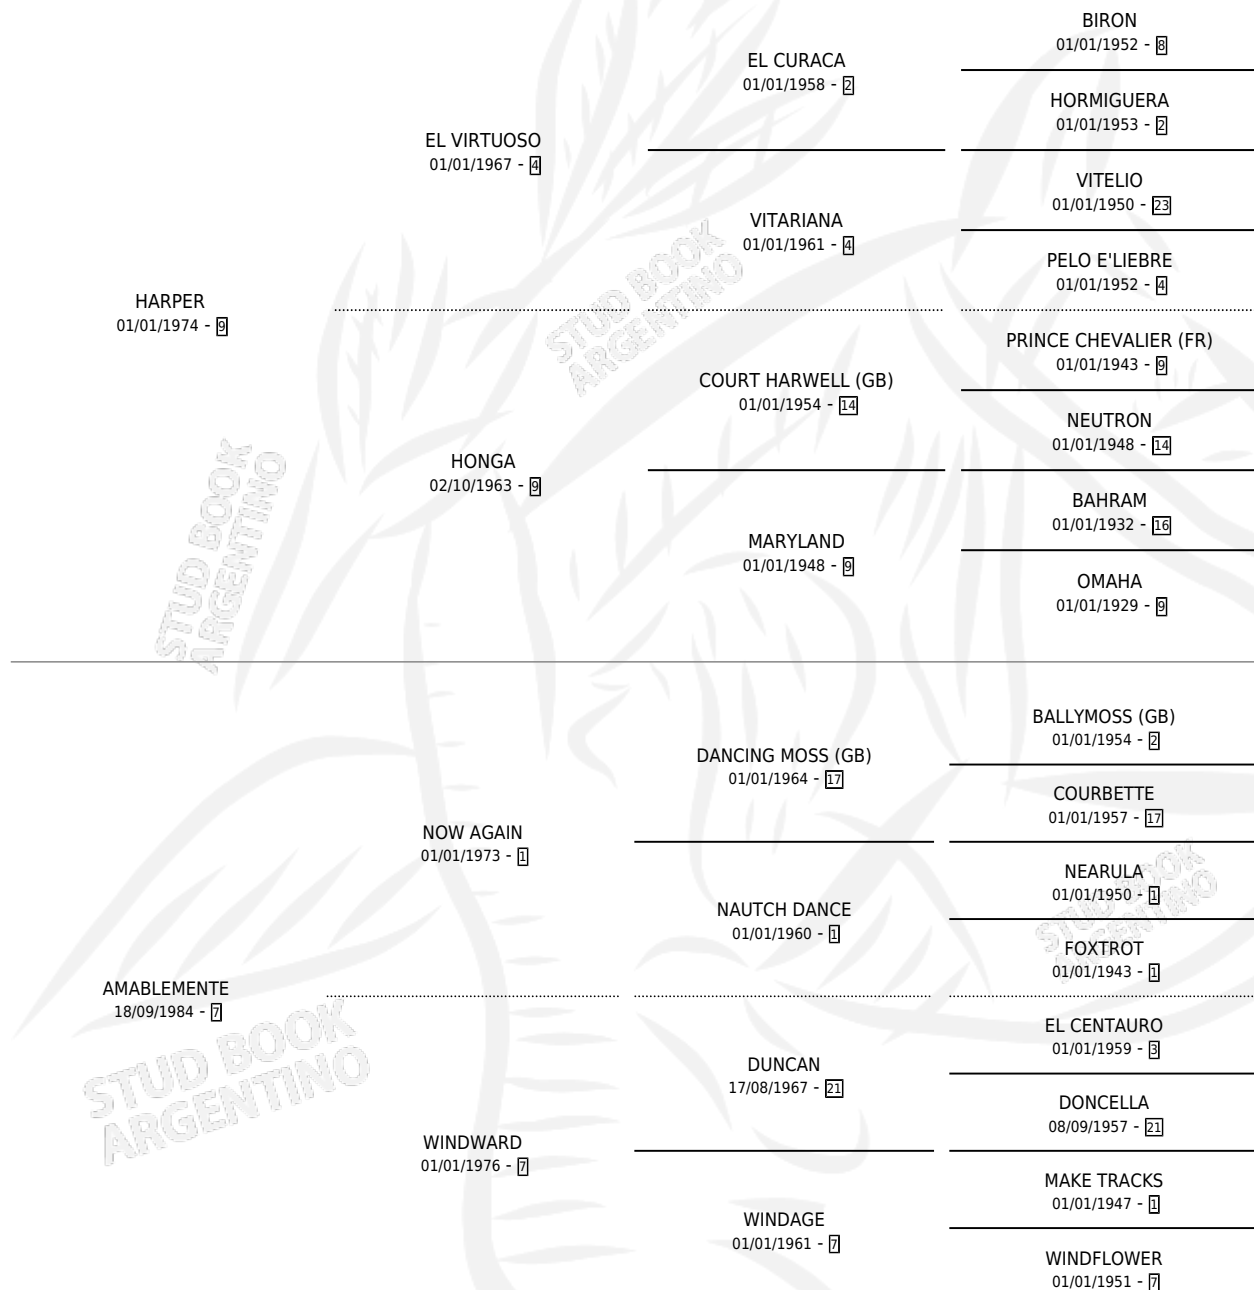 BIRON
01/01/1952 - 8
EL CURACA
01/01/1958 - 2
HORMIGUERA
01/01/1953 - 2
EL VIRTUOSO
01/01/1967 - 4
VITELIO
01/01/1950 - 23
VITARIANA
01/01/1961 - 4
PELO E'LIEBRE
01/01/1952 - 4
HARPER
01/01/1974 - 9
PRINCE CHEVALIER (FR)
01/01/1943 - 9
COURT HARWELL (GB)
01/01/1954 - 14
NEUTRON
01/01/1948 - 14
HONGA
02/10/1963 - 9
BAHRAM
01/01/1932 - 16
MARYLAND
01/01/1948 - 9
OMAHA
01/01/1929 - 9
BALLYMOSS (GB)
01/01/1954 - 2
DANCING MOSS (GB)
01/01/1964 - 17
COURBETTE
01/01/1957 - 17
NOW AGAIN
01/01/1973 - 1
NEARULA
01/01/1950 - 1
NAUTCH DANCE
01/01/1960 - 1
FOXTROT
01/01/1943 - 1
AMABLEMENTE
18/09/1984 - 7
EL CENTAURO
01/01/1959 - 3
DUNCAN
17/08/1967 - 21
DONCELLA
08/09/1957 - 21
WINDWARD
01/01/1976 - 7
MAKE TRACKS
01/01/1947 - 1
WINDAGE
01/01/1961 - 7
WINDFLOWER
01/01/1951 - 7
STUD BOOK
ARGENTINO
STUD BOOK
ARGENTINO
STUD BOOK
ARGENTINO
STUD BOOK
ARGENTINO